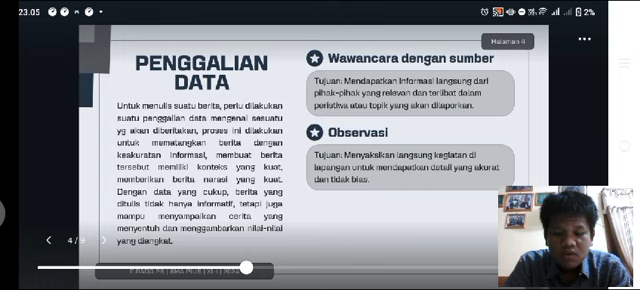 23.05
2%
Halaman 4
PENGGALIAN
DATA
Untuk menulis suatu berita, perlu dilakukan
suatu penggalian data mengenai sesuatu
yg akan diberitakan, proses ini dilakukan
untuk mematangkan berita dengan
keakuratan informasi, membuat berita
tersebut memiliki konteks yang kuat,
memberikan berita narasi yang kuat.
Dengan data yang cukup, berita yang
ditulis tidak hanya informatif, tetapi juga
mampu menyampaikan cerita yang
menyentuh dan menggambarkan nilai-nilai
yang diangkat.
Wawancara dengan sumber
Tujuan: Mendapatkan informasi langsung dari
pihak-pihak yang relevan dan terlibat dalam
peristiwa atau topik yang akan dilaporkan.
Observasi
Tujuan: Menyaksikan langsung kegiatan di
lapangan untuk mendapatkan detail yang akurat
dan tidak bias.